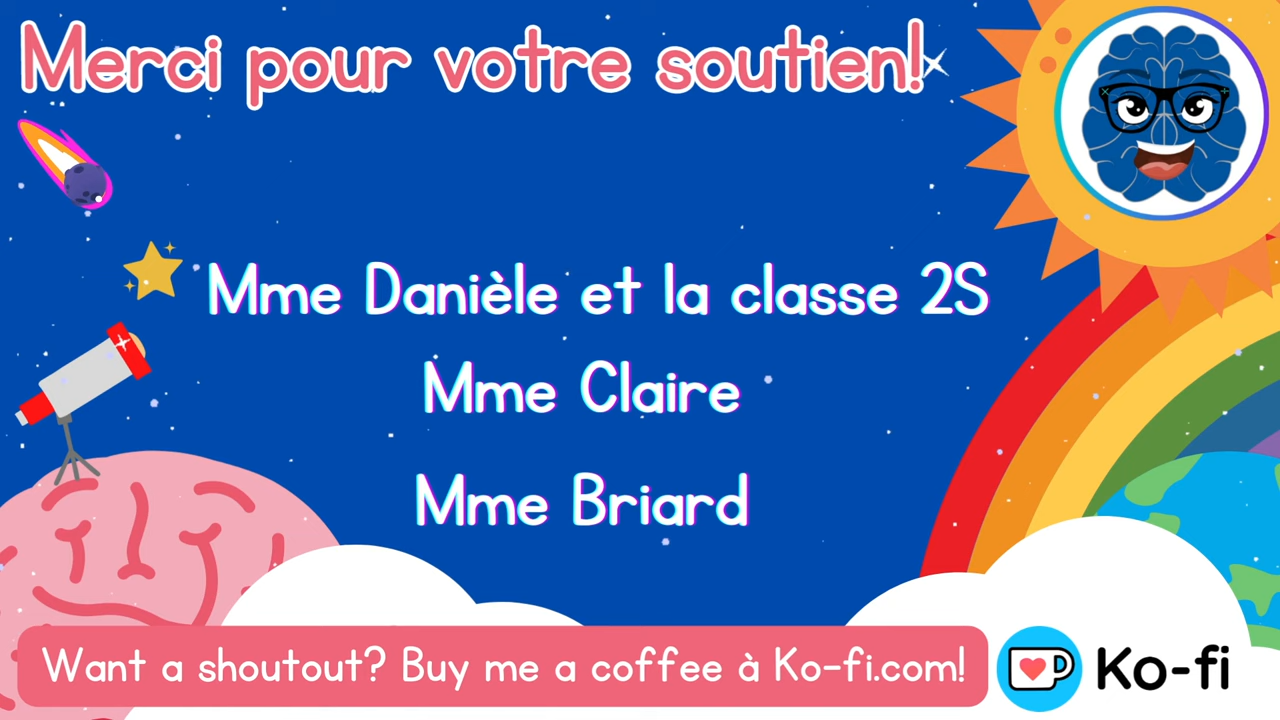 Merci pour votre soutien!
Mme Danièle et la classe 2S
Mme Claire
Mme Briard
Want a shoutout? Buy me a coffee à Ko-fi.com!
Ko-fi